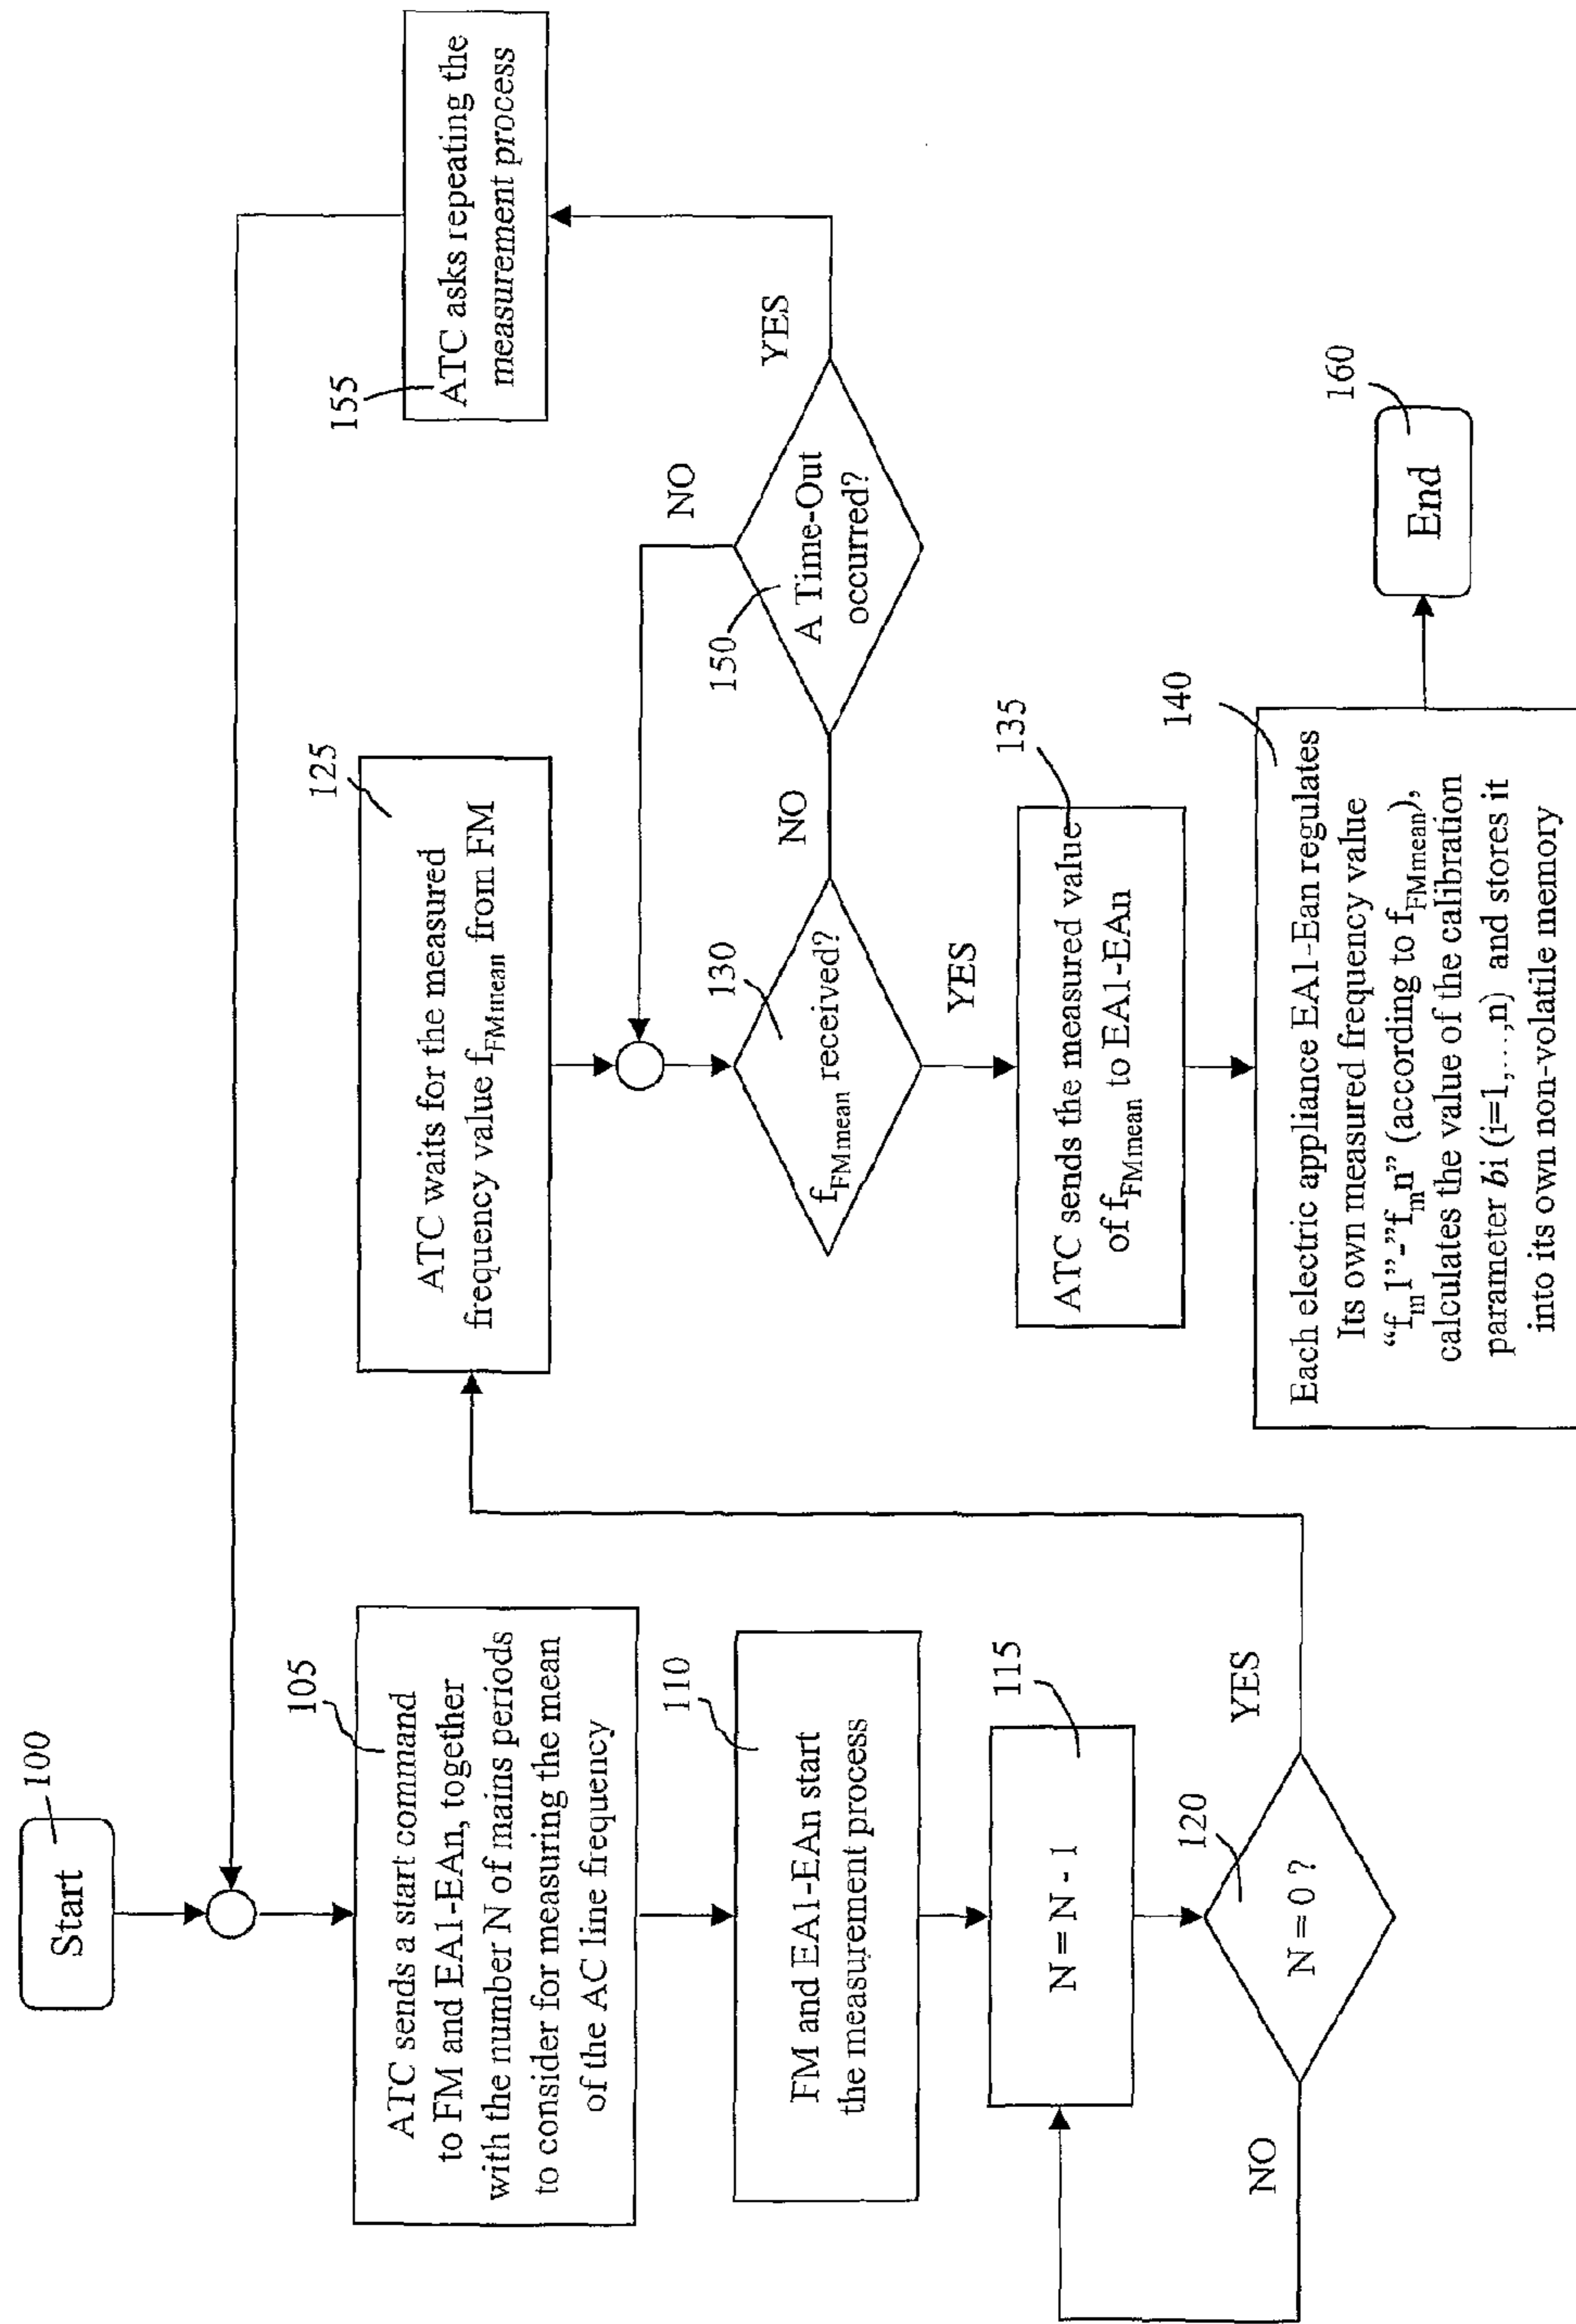 Start
100
ATC sends a start command
to FM and EA1-EAn, together
with the number N of mains periods
to consider for measuring the mean
of the AC line frequency
105
FM and EA1-EAn start
the measurement process
110
N = N - 1
115
N = 0 ?
120
NO
YES
ATC waits for the measured
frequency value fFMmean from FM
125
fFMmean received?
130
NO
YES
A Time-Out
occurred?
150
NO
YES
ATC asks repeating the
measurement process
155
ATC sends the measured value
of fFMmean to EA1-EAn
135
Each electric appliance EA1-Ean regulates
Its own measured frequency value
“fm1”-”fmn” (according to fFMmean),
calculates the value of the calibration
parameter bi (i=1,...,n) and stores it
into its own non-volatile memory
140
End
160